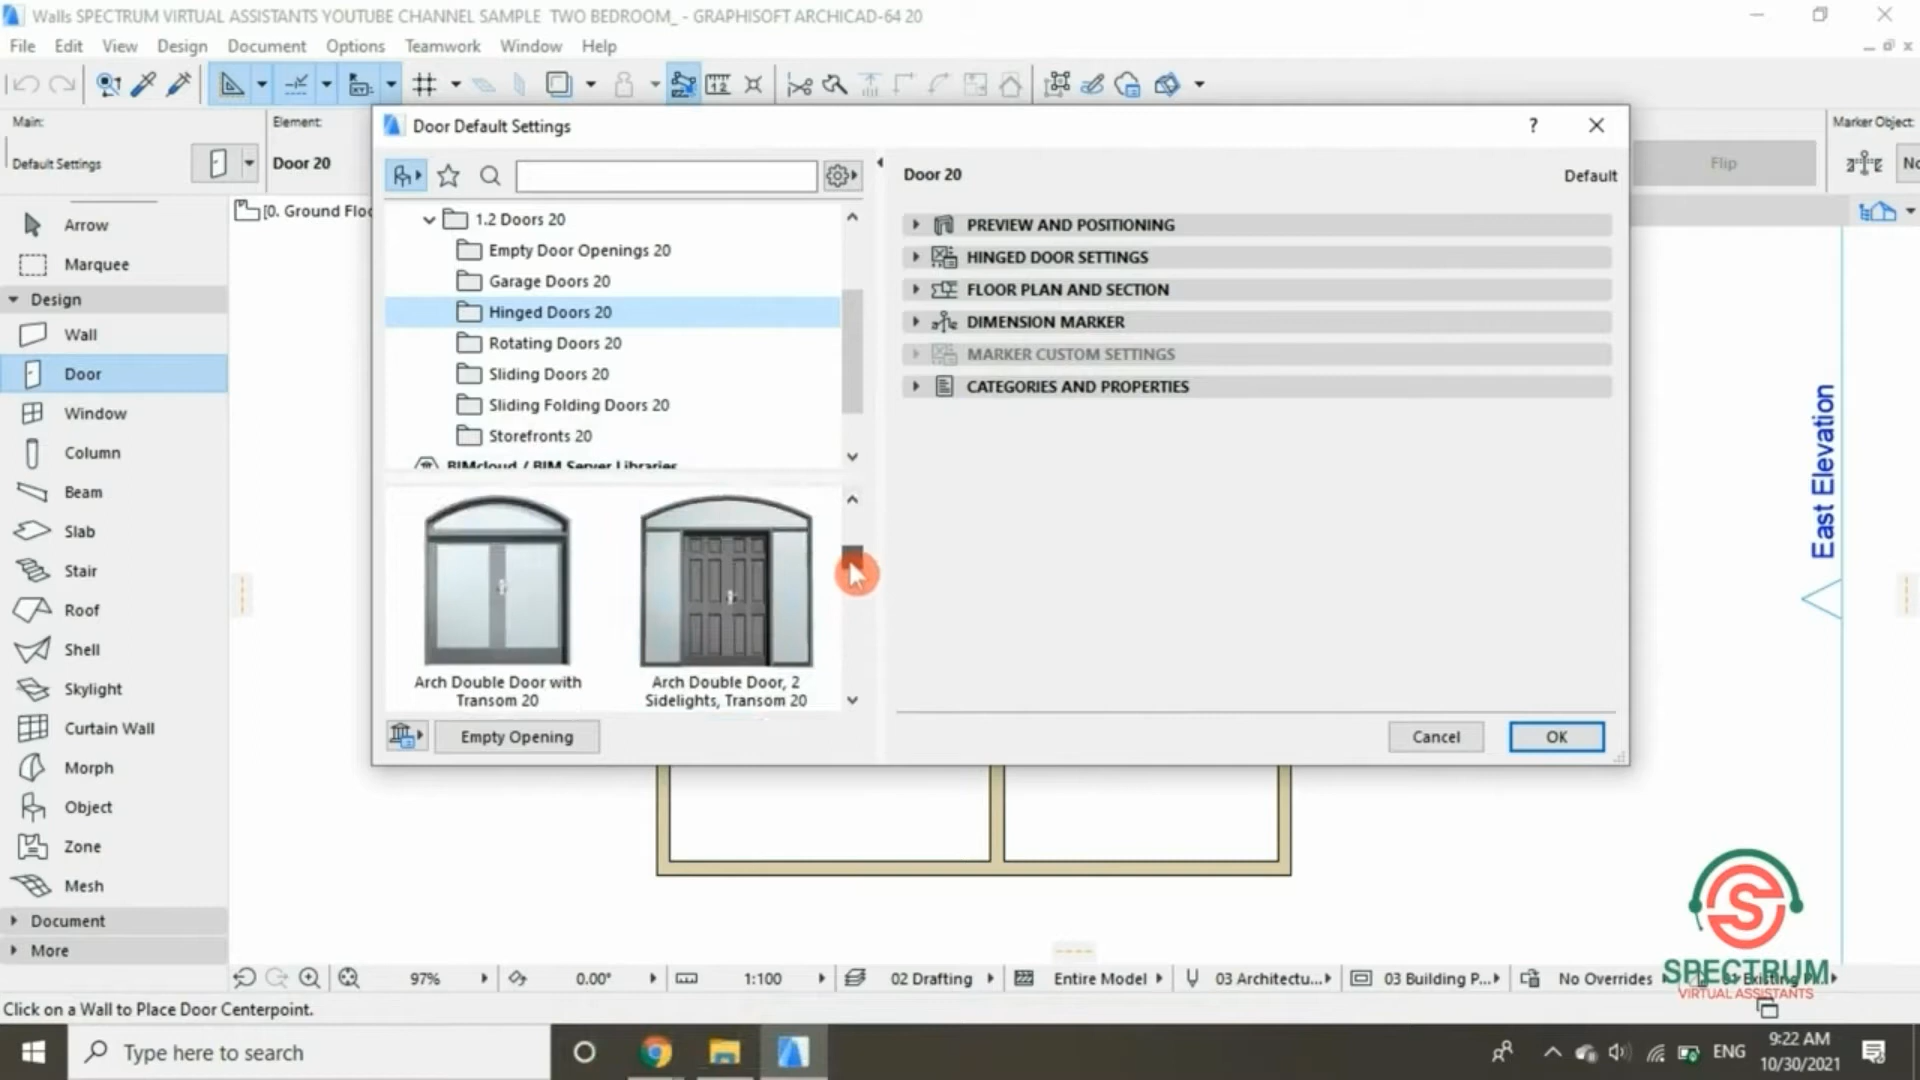 Walls SPECTRUM VIRTUAL ASSISTANTS YOUTUBE CHANNEL SAMPLE TWO BEDROOM_ - GRAPHISOFT ARCHICAD-64 20
File Edit View Design Document Options Teamwork Window Help
Main:
Default Settings
Element:
Door 20
Door Default Settings
?
Flip
Marker Object:
No
[0. Ground Floo
Arrow
Marquee
Design
Wall
Door
Window
Column
Beam
Slab
Stair
Roof
Shell
Skylight
Curtain Wall
Morph
Object
Zone
Mesh
Document
More
1.2 Doors 20
Empty Door Openings 20
Garage Doors 20
Hinged Doors 20
Rotating Doors 20
Sliding Doors 20
Sliding Folding Doors 20
Storefronts 20
BIMcloud / BIM Server Libraries
Arch Double Door with
Transom 20
Arch Double Door, 2
Sidelights, Transom 20
Empty Opening
Door 20
Default
PREVIEW AND POSITIONING
HINGED DOOR SETTINGS
FLOOR PLAN AND SECTION
DIMENSION MARKER
MARKER CUSTOM SETTINGS
CATEGORIES AND PROPERTIES
Cancel
OK
East Elevation
97% 0.00° 1:100 02 Drafting Entire Model 03 Architectu... 03 Building P... No Overrides
SPECTRUM
VIRTUAL ASSISTANTS
Click on a Wall to Place Door Centerpoint.
Type here to search
ENG
9:22 AM
10/30/2021